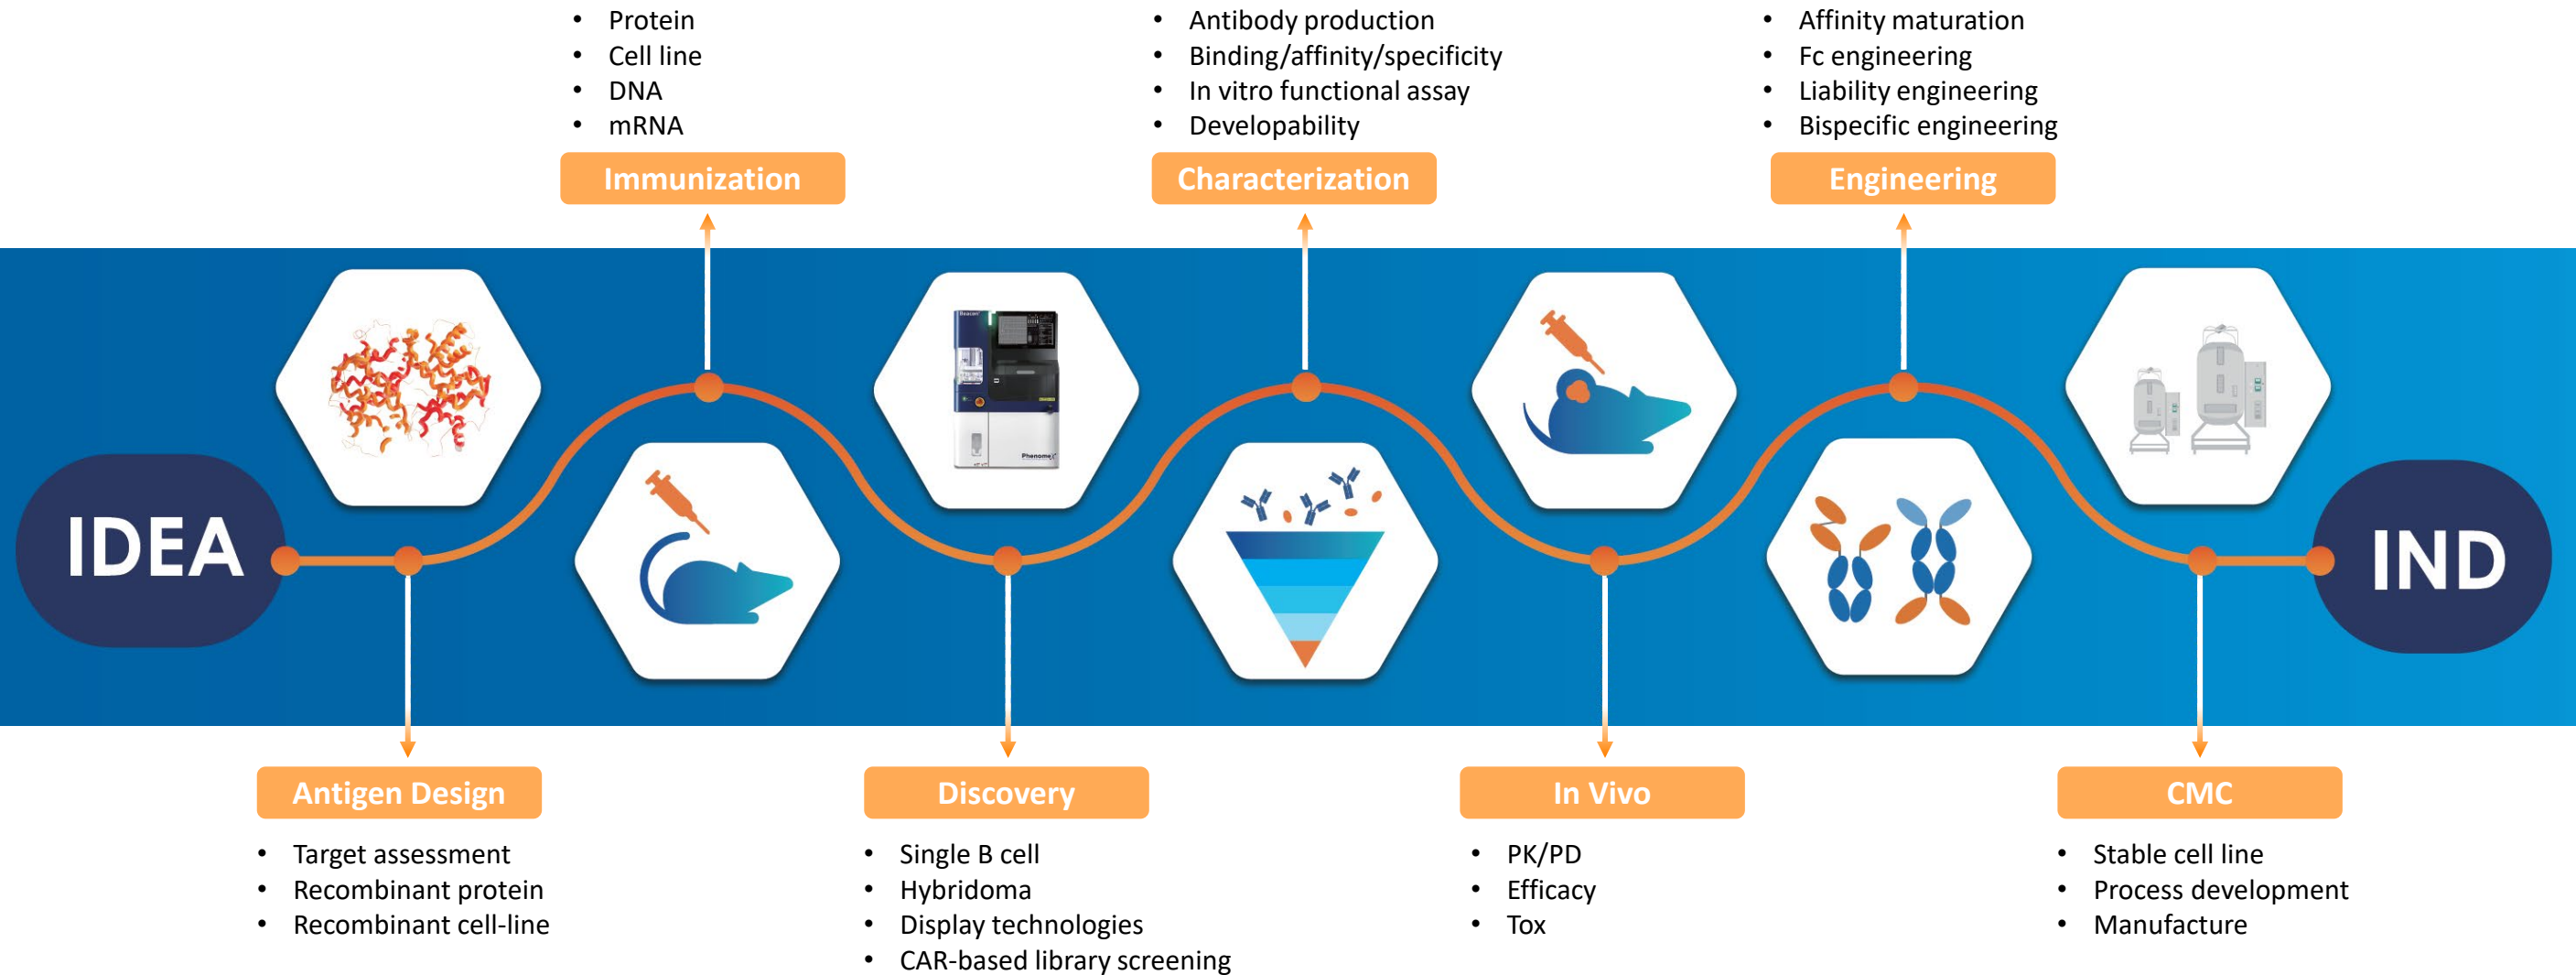 • Protein
• Cell line
• DNA
• mRNA
Immunization
• Antibody production
• Binding/affinity/specificity
• In vitro functional assay
• Developability
Characterization
• Affinity maturation
• Fc engineering
• Liability engineering
• Bispecific engineering
Engineering
IDEA
Beacon
PhenomeX
IND
Antigen Design
• Target assessment
• Recombinant protein
• Recombinant cell-line
Discovery
• Single B cell
• Hybridoma
• Display technologies
• CAR-based library screening
In Vivo
• PK/PD
• Efficacy
• Tox
CMC
• Stable cell line
• Process development
• Manufacture